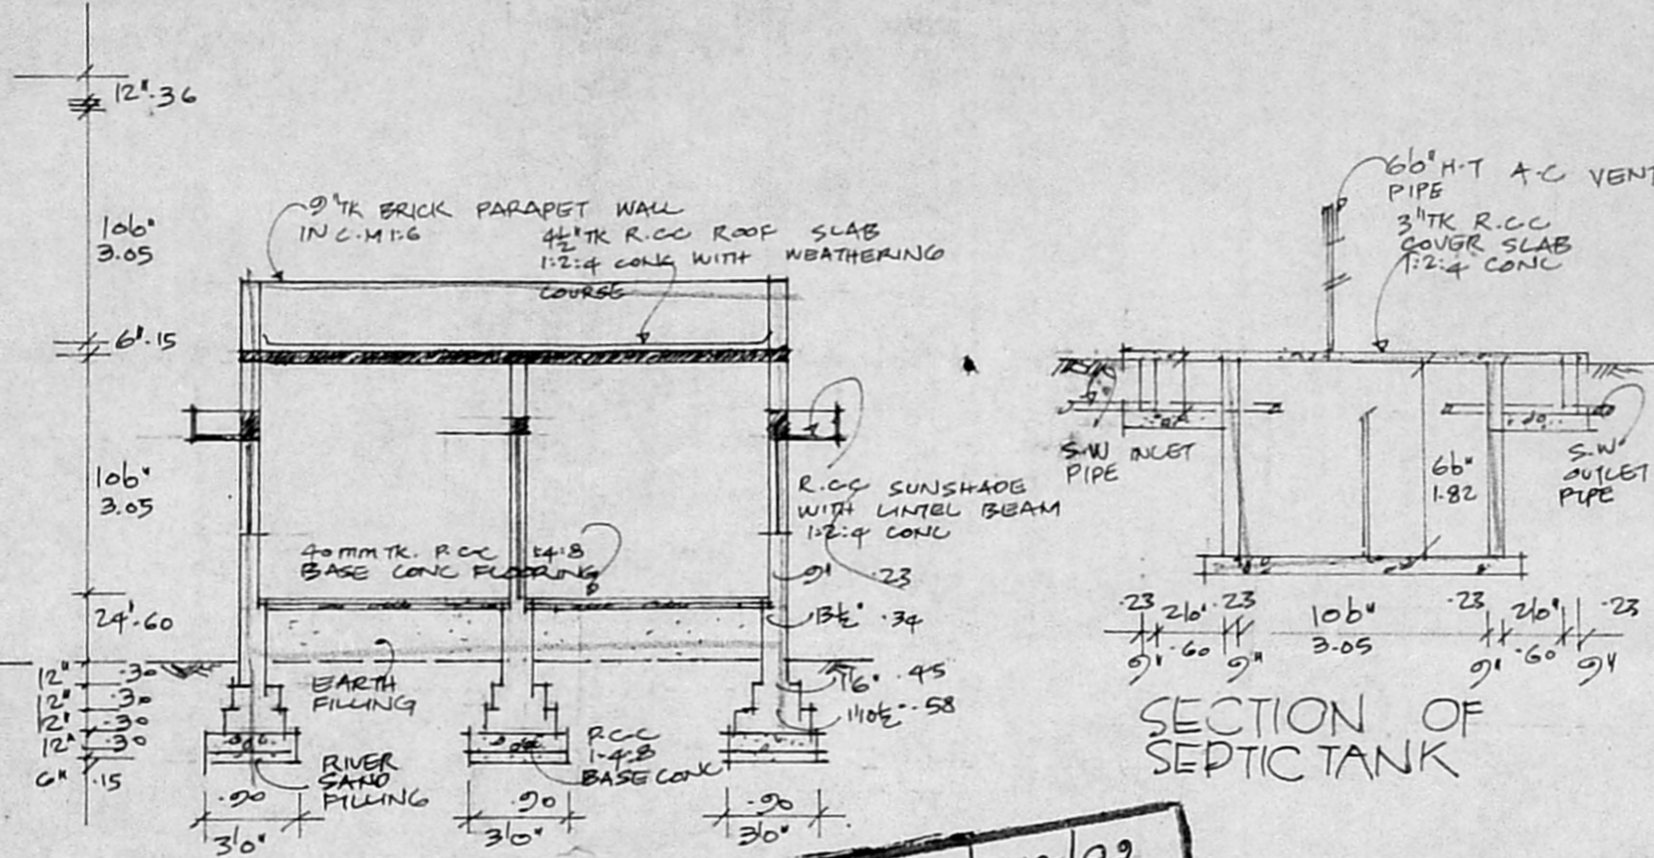 12" .36
10'6"
3.05
6" .15
10'6"
3.05
24" .60
12" .30
12" .30
12" .30
12" .30
6" .15
9" TK BRICK PARAPET WALL
IN C.M 1:6
4½" TK R.C.C ROOF SLAB
1:2:4 CONC WITH WEATHERING
COURSE
R.C.C SUNSHADE
WITH LINTEL BEAM
1:2:4 CONC
40mm TK. P.C.C 1:4:8
BASE CONC FLOORING
9" .23
13½" .34
1'6" .45
1'10½" .58
EARTH
FILLING
RIVER
SAND
FILLING
P.C.C
1-4-8
BASE CONC
.90
3'0"
.90
3'0"
.90
3'0"
6'0" H.T A.C VENT
PIPE
3" TK R.C.C
COVER SLAB
1:2:4 CONC
S.W INLET
PIPE
6'6"
1.82
S.W
OUTLET
PIPE
.23 2'0" .23 10'6" .23 2'0" .23
9" .60 9" 3.05 9" .60 9"
SECTION OF
SEPTIC TANK